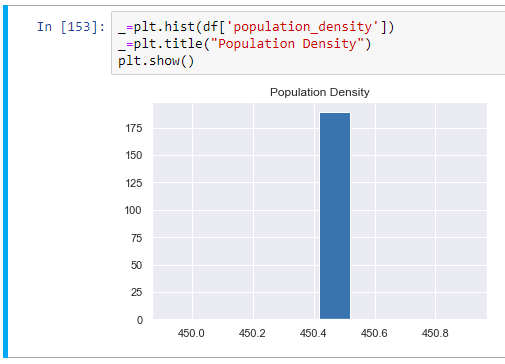 In [153]: _=plt.hist(df['population_density'])
_=plt.title("Population Density")
plt.show()
Population Density
175
150
125
100
75
50
25
0
450.0 450.2 450.4 450.6 450.8